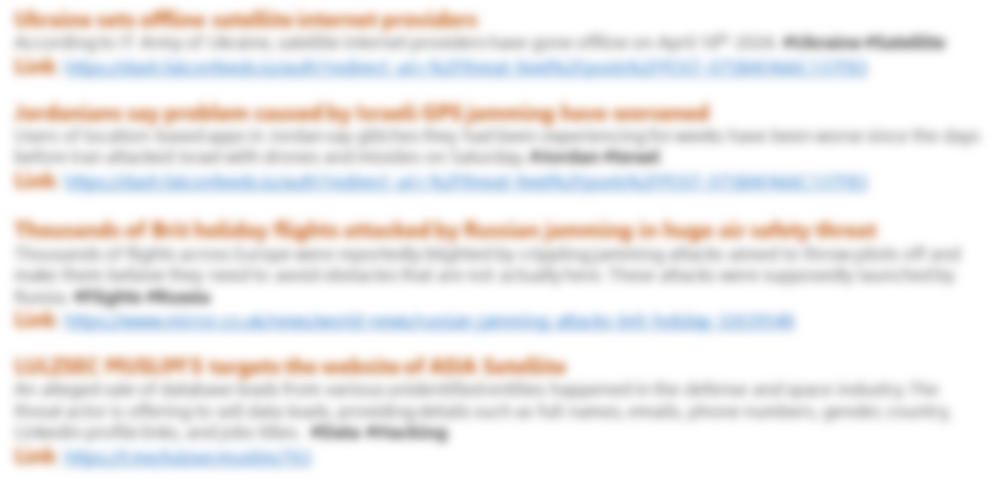 Ukraine sets offline satellite internet providers
According to IT Army of Ukraine, satellite internet providers have gone offline on April 18th 2024. #Ukraine #Satellite
Link:
Jordanians say problem caused by Israeli GPS jamming have worsened
Users of location-based apps in Jordan say glitches they had been experiencing for weeks have been worse since the days
before Iran attacked Israel with drones and missiles on Saturday. #Jordan #Israel
Link:
Thousands of Brit holiday flights attacked by Russian jamming in huge air safety threat
Thousands of flights across Europe were reportedly blighted by crippling jamming attacks aimed to throw pilots off and
make them believe they need to avoid obstacles that are not actually here. These attacks were supposedly launched by
Russia. #Flights #Russia
Link:
LULZSEC MUSLIM'S targets the website of ASIA Satellite
An alleged sale of database leads from various unidentified entities happened in the defense and space industry. The
threat actor is offering to sell data leads, providing details such as full names, emails, phone numbers, gender, country,
LinkedIn profile links, and jobs titles. #Data #Hacking
Link: